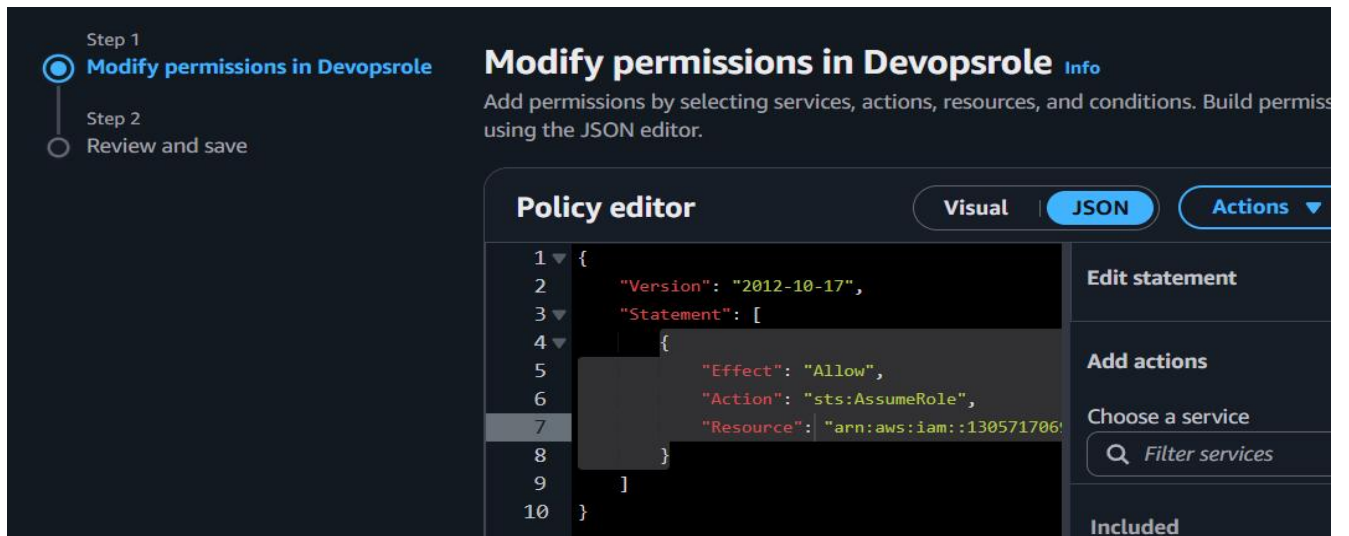 Step 1
Modify permissions in Devopsrole
Step 2
Review and save
Modify permissions in Devopsrole Info
Add permissions by selecting services, actions, resources, and conditions. Build permiss
using the JSON editor.
Policy editor
Visual
JSON
Actions
1 {
2 "Version": "2012-10-17",
3 "Statement": [
4 {
5 "Effect": "Allow",
6 "Action": "sts:AssumeRole",
7 "Resource": "arn:aws:iam::1305717069
8 }
9 ]
10 }
Edit statement
Add actions
Choose a service
Filter services
Included